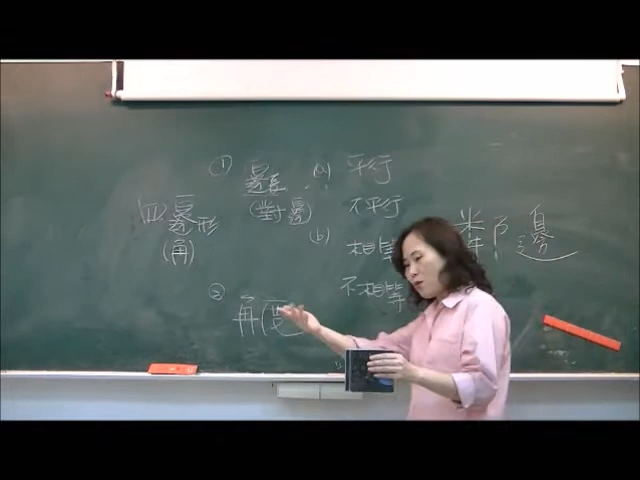 ① 邊長 (a) 平行
四邊形 (對邊) 不平行
(角) (b) 相等
不相等
② 角度
鄰邊